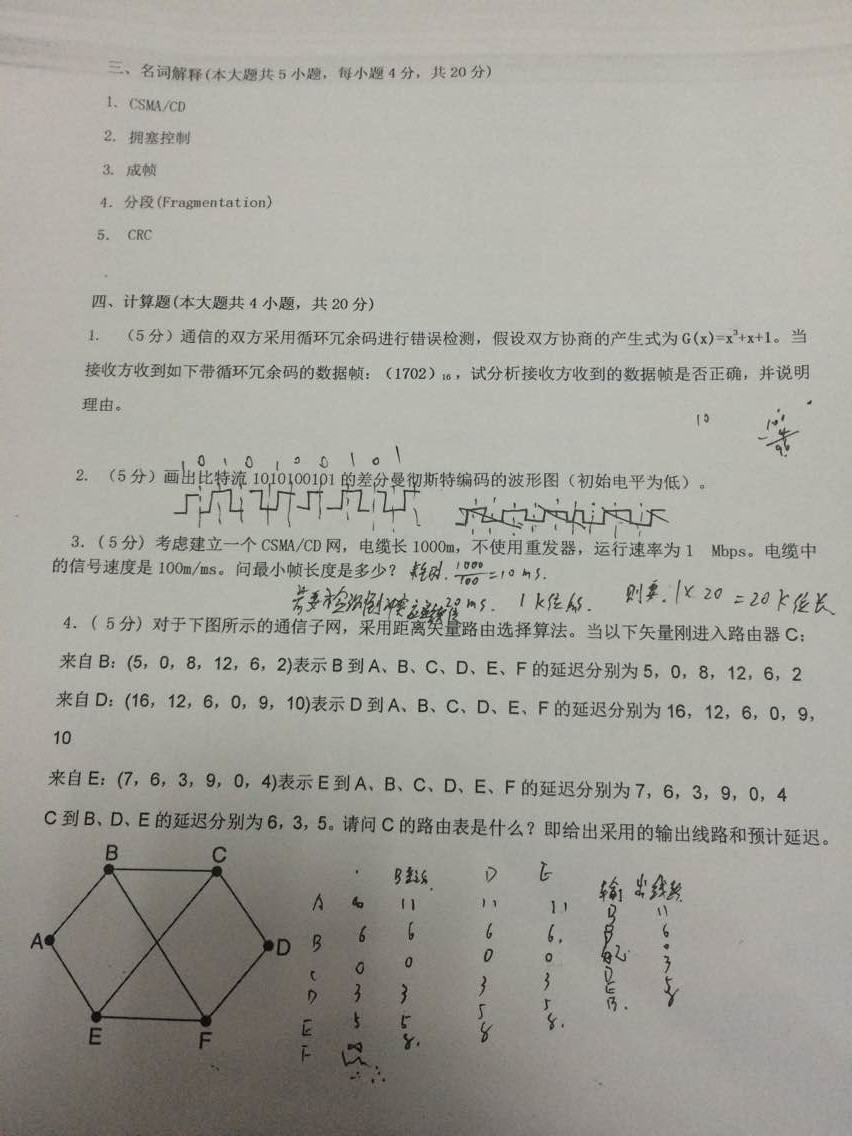 三、名词解释(本大题共 5 小题，每小题 4 分，共 20 分)
1. CSMA/CD
2. 拥塞控制
3. 成帧
4. 分段(Fragmentation)
5. CRC
四、计算题(本大题共 4 小题，共 20 分)
1. （5 分）通信的双方采用循环冗余码进行错误检测，假设双方协商的产生式为 G(x)=x³+x+1。当
接收方收到如下带循环冗余码的数据帧：（1702）₁₆，试分析接收方收到的数据帧是否正确，并说明
理由。
10
1 0 1 0 1 0 0 1 0 1
2. （5 分）画出比特流 1010100101 的差分曼彻斯特编码的波形图（初始电平为低）。
3.（5 分）考虑建立一个 CSMA/CD 网，电缆长 1000m，不使用重发器，运行速率为 1 Mbps。电缆中
的信号速度是 100m/ms。问最小帧长度是多少？ 1000/100 = 10 ms.
20 ms. 1 K位/ms. 则要 1× 20 = 20 K位长
4.（ 5 分）对于下图所示的通信子网，采用距离矢量路由选择算法。当以下矢量刚进入路由器 C：
来自 B：(5，0，8，12，6，2)表示 B 到 A、B、C、D、E、F 的延迟分别为 5，0，8，12，6，2
来自 D：(16，12，6，0，9，10)表示 D 到 A、B、C、D、E、F 的延迟分别为 16，12，6，0，9，
10
来自 E：(7，6，3，9，0，4)表示 E 到 A、B、C、D、E、F 的延迟分别为 7，6，3，9，0，4
C 到 B、D、E 的延迟分别为 6，3，5。请问 C 的路由表是什么？即给出采用的输出线路和预计延迟。
B C
A D
E F
B D E 输出线路
A ∞ 11 11 11 B 11
B 6 6 6 6. B 6
C 0 0 0 0 0
D 3 3 3 3 D 3
E 5 5 5 5 E 5
F 8. 8 8. B. 8